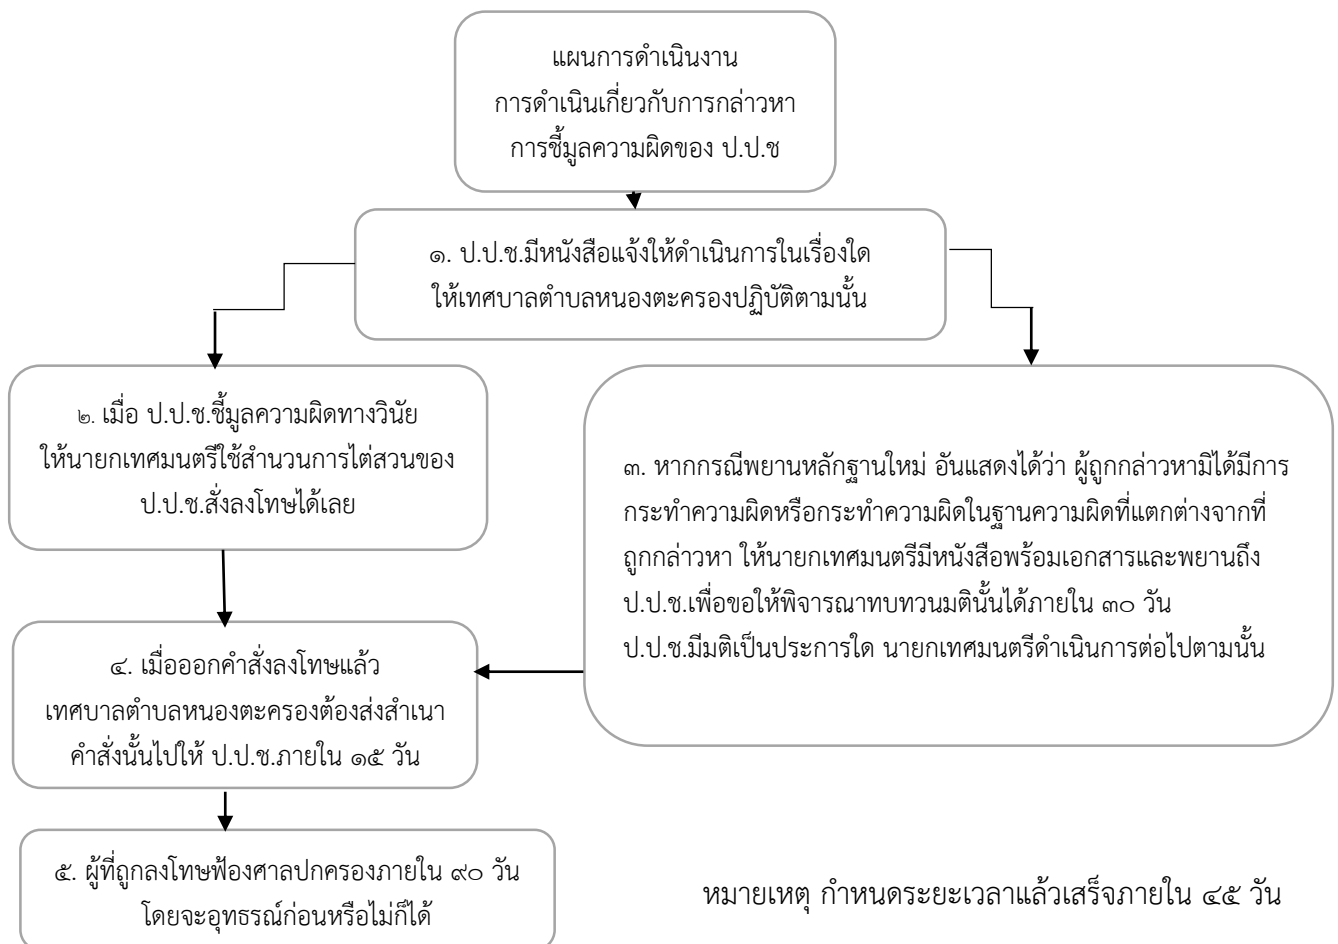 แผนการดำเนินงาน
การดำเนินเกี่ยวกับการกล่าวหา
การชี้มูลความผิดของ ป.ป.ช
๑. ป.ป.ช.มีหนังสือแจ้งให้ดำเนินการในเรื่องใด
ให้เทศบาลตำบลหนองตะครองปฏิบัติตามนั้น
๒. เมื่อ ป.ป.ช.ชี้มูลความผิดทางวินัย
ให้นายกเทศมนตรีใช้สำนวนการไต่สวนของ
ป.ป.ช.สั่งลงโทษได้เลย
๓. หากกรณีพยานหลักฐานใหม่ อันแสดงได้ว่า ผู้ถูกกล่าวหามิได้มีการ
กระทำความผิดหรือกระทำความผิดในฐานความผิดที่แตกต่างจากที่
ถูกกล่าวหา ให้นายกเทศมนตรีมีหนังสือพร้อมเอกสารและพยานถึง
ป.ป.ช.เพื่อขอให้พิจารณาทบทวนมตินั้นได้ภายใน ๓๐ วัน
ป.ป.ช.มีมติเป็นประการใด นายกเทศมนตรีดำเนินการต่อไปตามนั้น
๔. เมื่อออกคำสั่งลงโทษแล้ว
เทศบาลตำบลหนองตะครองต้องส่งสำเนา
คำสั่งนั้นไปให้ ป.ป.ช.ภายใน ๑๕ วัน
๕. ผู้ที่ถูกลงโทษฟ้องศาลปกครองภายใน ๙๐ วัน
โดยจะอุทธรณ์ก่อนหรือไม่ก็ได้
หมายเหตุ กำหนดระยะเวลาแล้วเสร็จภายใน ๔๕ วัน